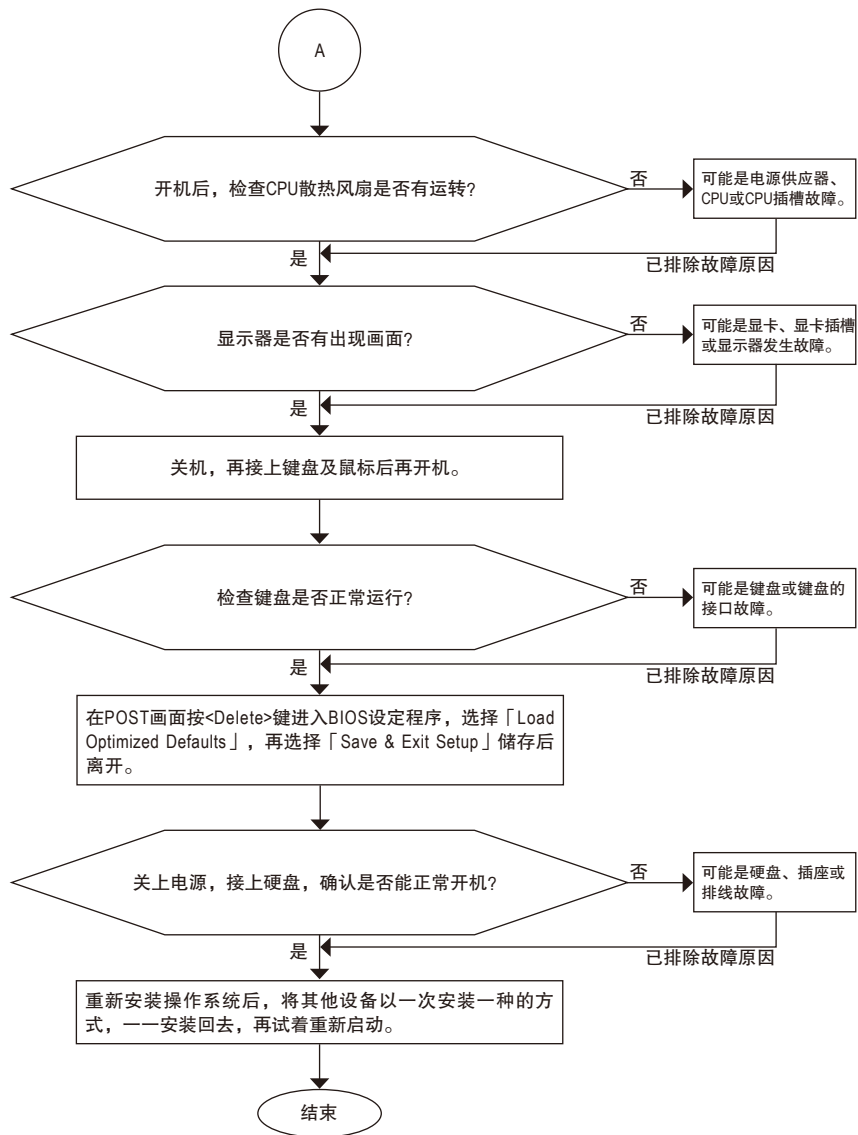 A
开机后，检查CPU散热风扇是否有运转？
否
可能是电源供应器、
CPU或CPU插槽故障。
是
已排除故障原因
显示器是否有出现画面？
否
可能是显卡、显卡插槽
或显示器发生故障。
是
已排除故障原因
关机，再接上键盘及鼠标后再开机。
检查键盘是否正常运行？
否
可能是键盘或键盘的
接口故障。
是
已排除故障原因
在POST画面按<Delete>键进入BIOS设定程序，选择「Load
Optimized Defaults」，再选择「Save & Exit Setup」储存后
离开。
关上电源，接上硬盘，确认是否能正常开机？
否
可能是硬盘、插座或
排线故障。
是
已排除故障原因
重新安装操作系统后，将其他设备以一次安装一种的方
式，一一安装回去，再试着重新启动。
结束